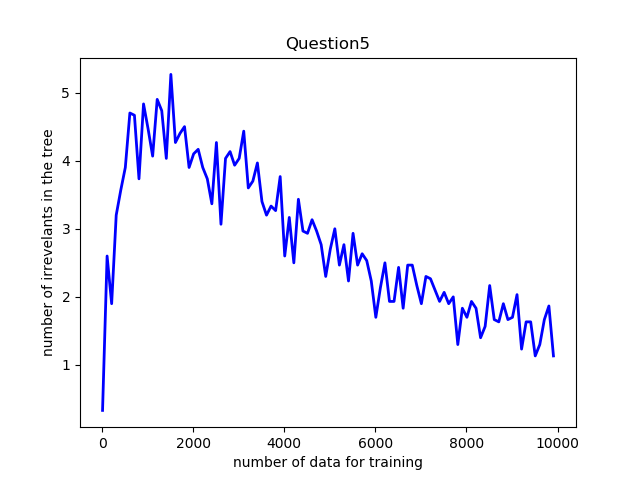 Question5
number of irrevelants in the tree
5
4
3
2
1
0 2000 4000 6000 8000 10000
number of data for training